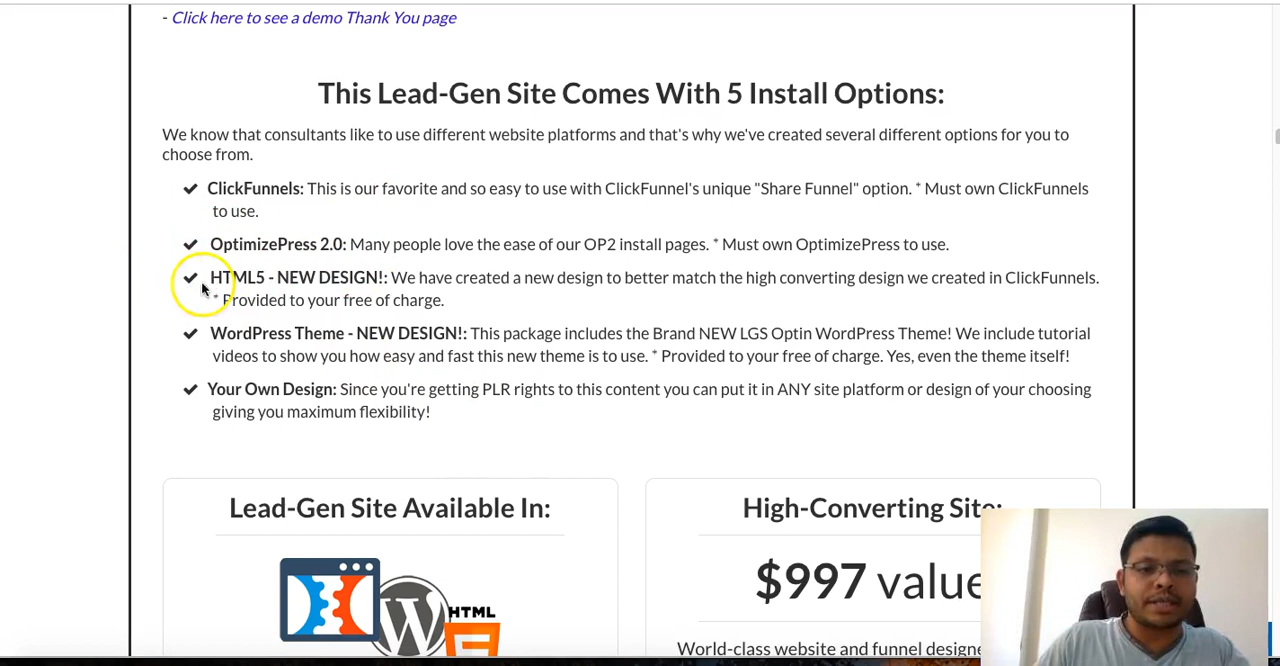 - Click here to see a demo Thank You page
This Lead-Gen Site Comes With 5 Install Options:
We know that consultants like to use different website platforms and that's why we've created several different options for you to
choose from.
ClickFunnels: This is our favorite and so easy to use with ClickFunnel's unique "Share Funnel" option. * Must own ClickFunnels
to use.
OptimizePress 2.0: Many people love the ease of our OP2 install pages. * Must own OptimizePress to use.
HTML5 - NEW DESIGN!: We have created a new design to better match the high converting design we created in ClickFunnels.
* Provided to your free of charge.
WordPress Theme - NEW DESIGN!: This package includes the Brand NEW LGS Optin WordPress Theme! We include tutorial
videos to show you how easy and fast this new theme is to use. * Provided to your free of charge. Yes, even the theme itself!
Your Own Design: Since you're getting PLR rights to this content you can put it in ANY site platform or design of your choosing
giving you maximum flexibility!
Lead-Gen Site Available In:
HTML
High-Converting Site:
$997 value
World-class website and funnel designe